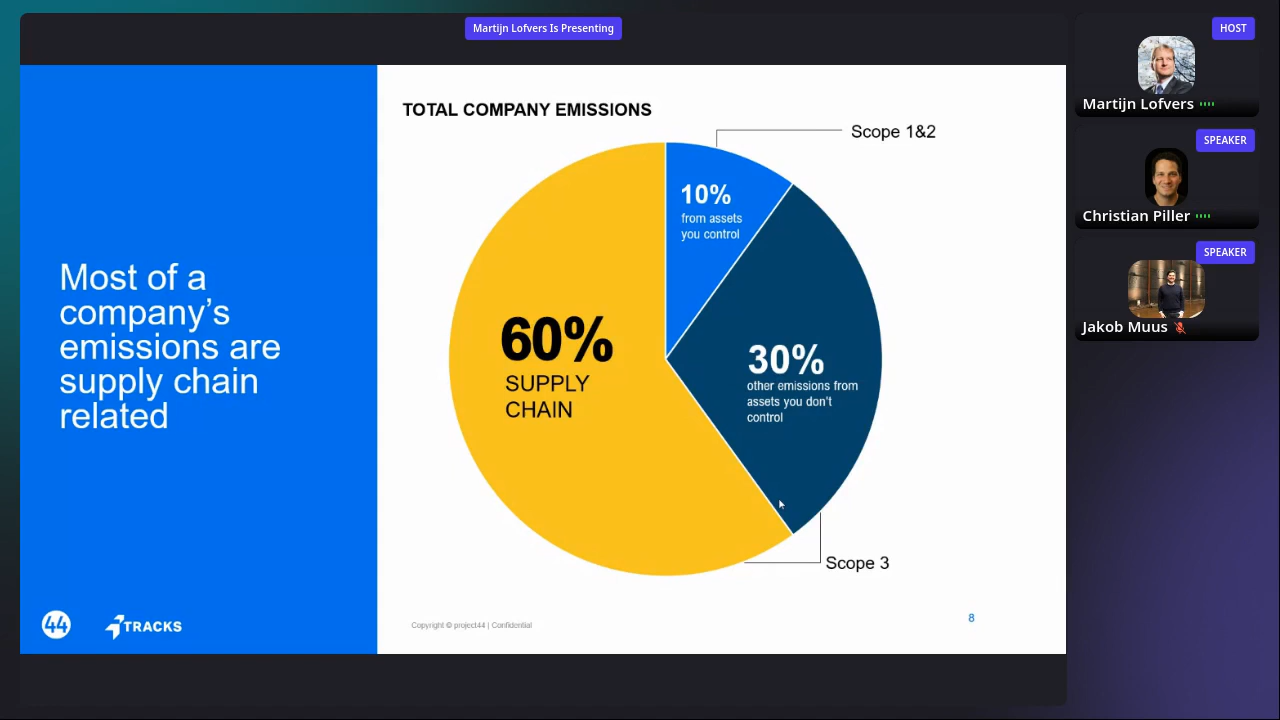 Martijn Lofvers Is Presenting
Most of a
company’s
emissions are
supply chain
related
44
TRACKS
TOTAL COMPANY EMISSIONS
Scope 1&2
10%
from assets
you control
60%
SUPPLY
CHAIN
30%
other emissions from
assets you don't
control
Scope 3
Copyright © project44 | Confidential
8
HOST
Martijn Lofvers
SPEAKER
Christian Piller
SPEAKER
Jakob Muus